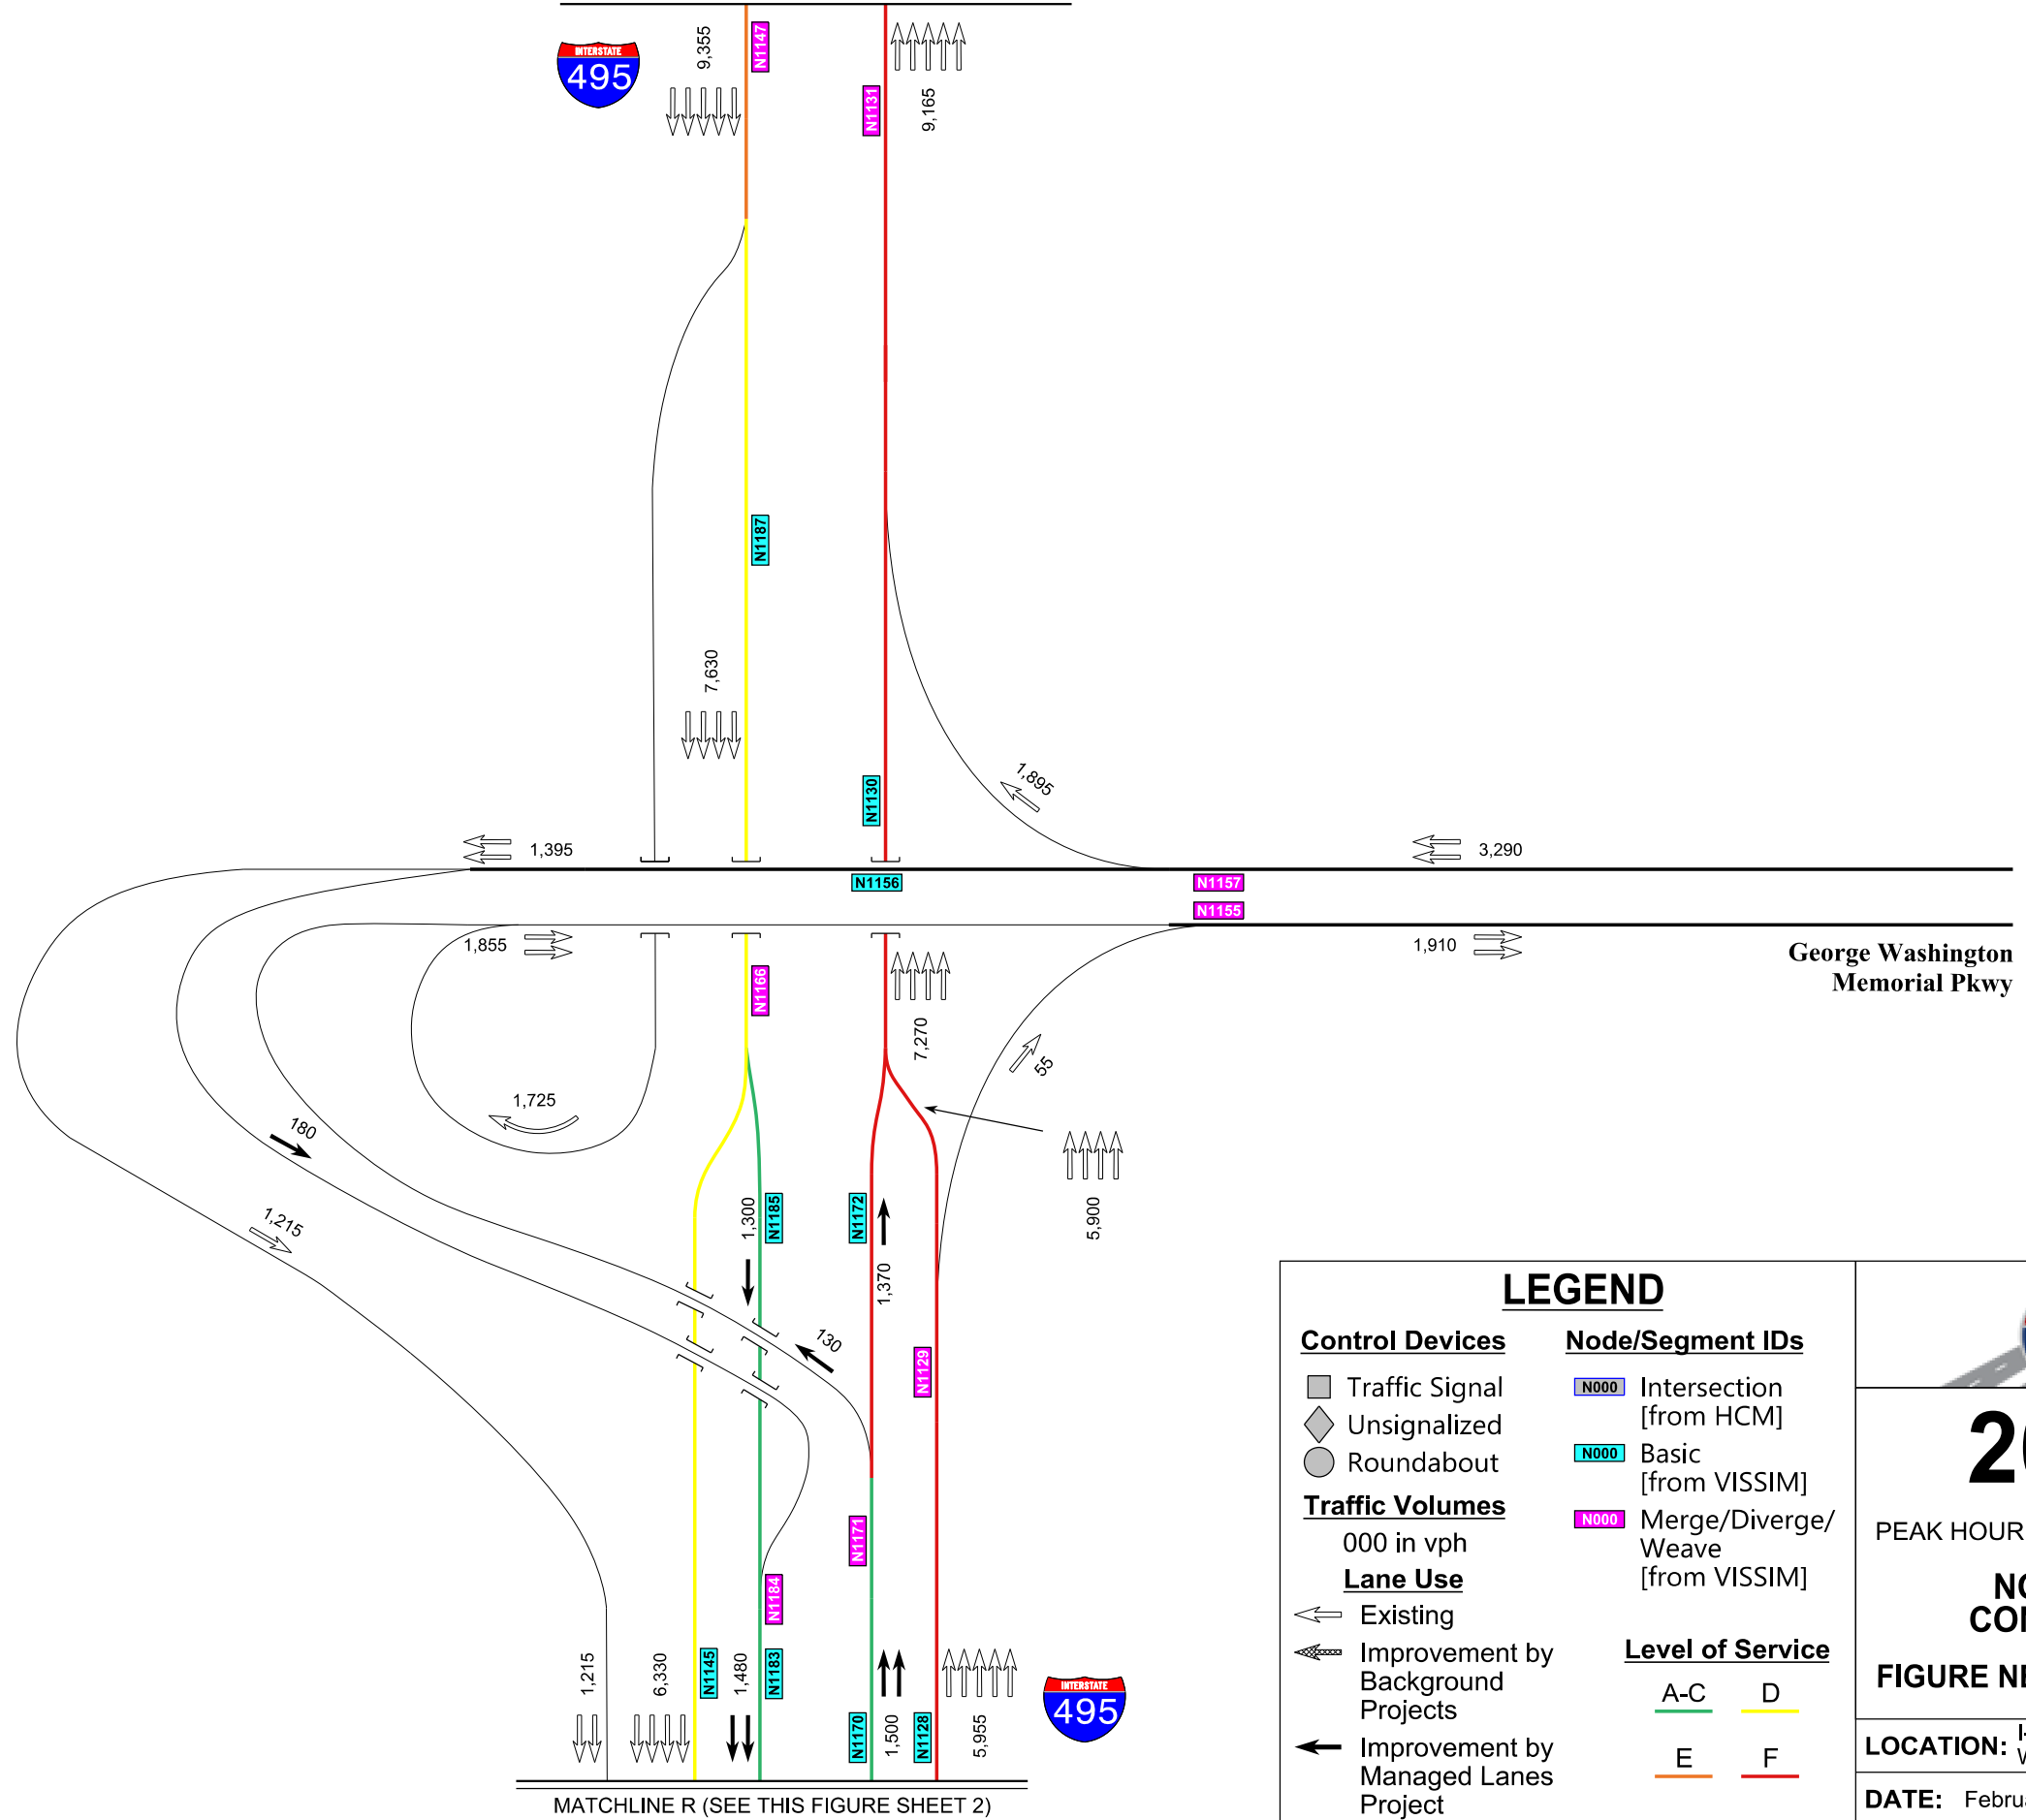 INTERSTATE
495
9,355
N1147
N1131
9,165
N1187
7,630
N1130
1,895
1,395
3,290
N1156
N1157
N1155
1,855
1,910
George Washington
Memorial Pkwy
N1166
7,270
55
1,725
180
1,215
1,300
N1185
N1172
1,370
5,900
130
N1129
N1171
N1184
1,215
6,330
N1145
1,480
N1183
N1170
1,500
N1128
5,955
INTERSTATE
495
MATCHLINE R (SEE THIS FIGURE SHEET 2)
LEGEND
Control Devices
Traffic Signal
Unsignalized
Roundabout
Traffic Volumes
000 in vph
Lane Use
Existing
Improvement by
Background
Projects
Improvement by
Managed Lanes
Project
Node/Segment IDs
N000 Intersection
[from HCM]
N000 Basic
[from VISSIM]
N000 Merge/Diverge/
Weave
[from VISSIM]
Level of Service
A-C D
E F
PEAK HOUR
FIGURE
LOCATION:
DATE: